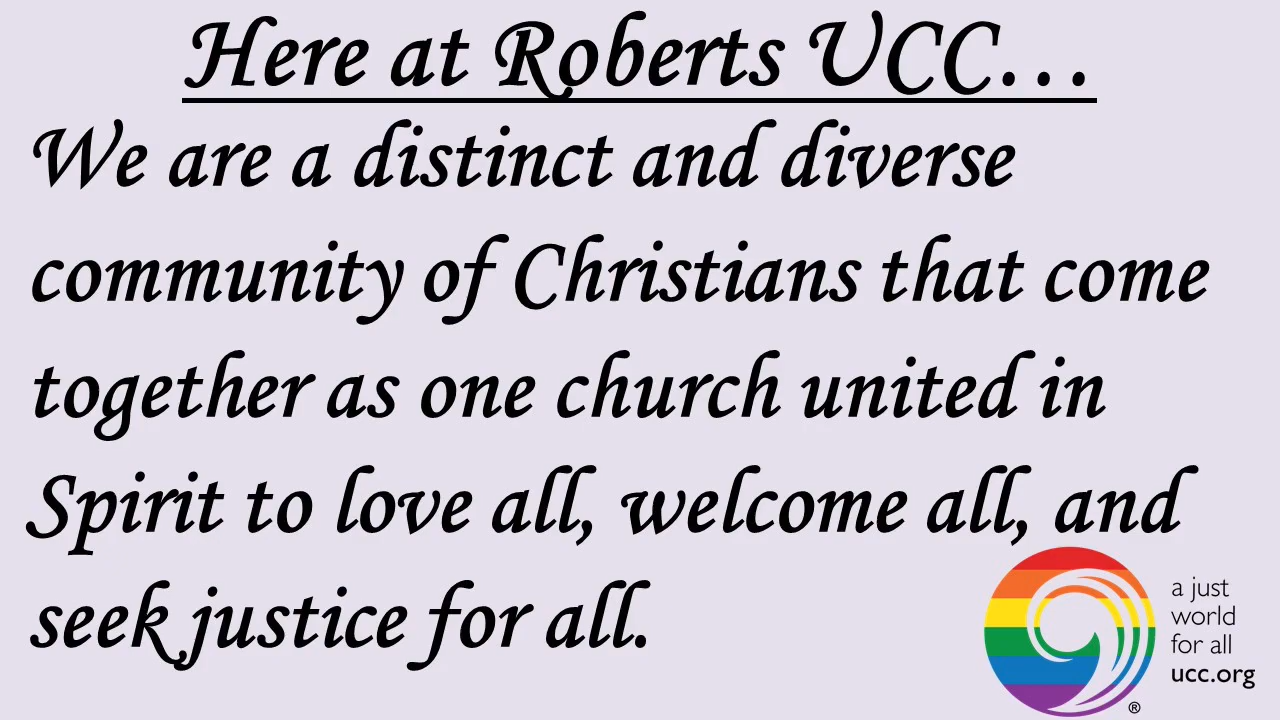 Here at Roberts UCC...
We are a distinct and diverse
community of Christians that come
together as one church united in
Spirit to love all, welcome all, and
seek justice for all.
a just
world
for all
ucc.org
®